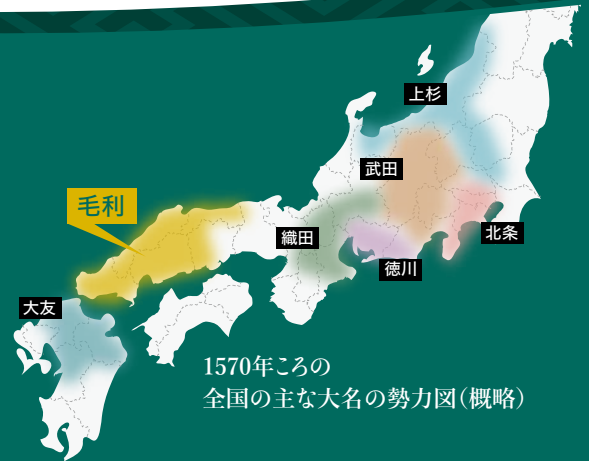 上杉
武田
毛利
織田
北条
徳川
大友
1570年ころの
全国の主な大名の勢力図（概略）